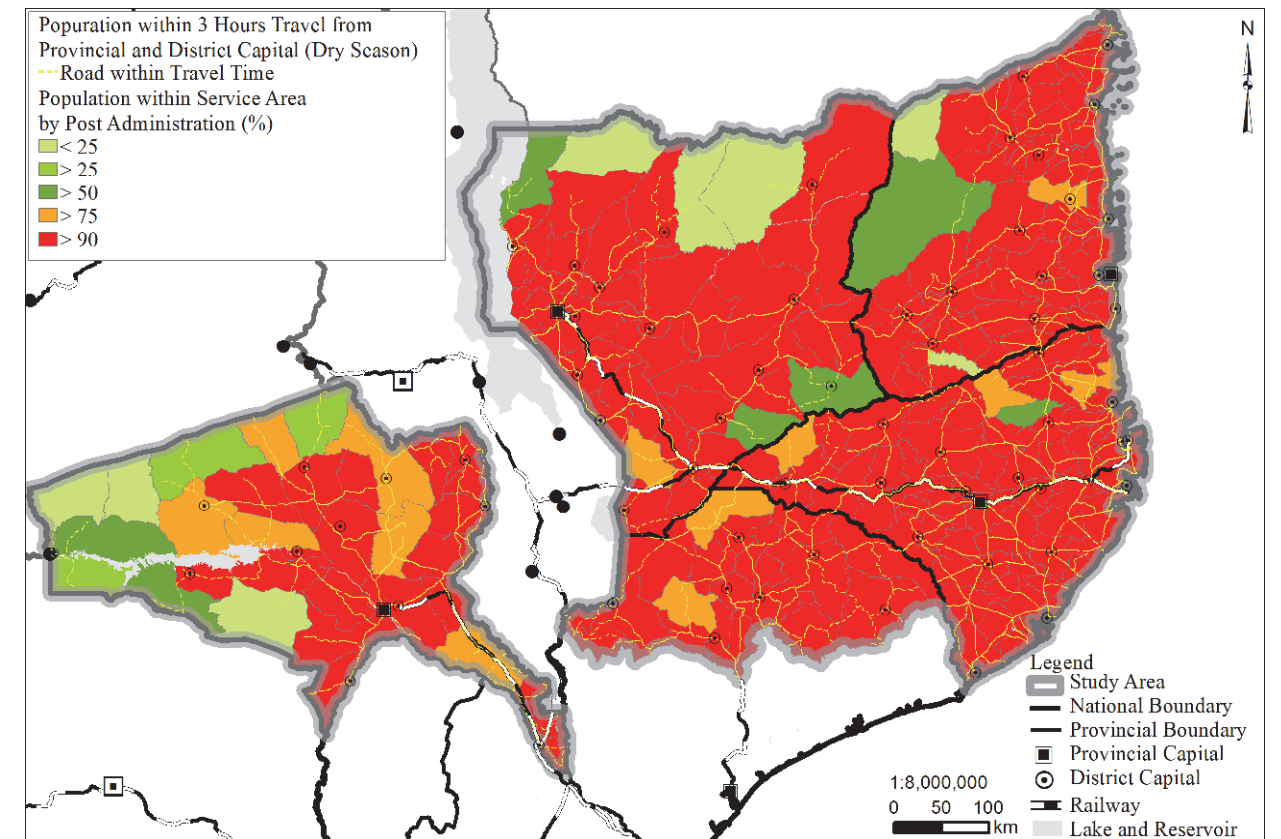 Popuration within 3 Hours Travel from
Provincial and District Capital (Dry Season)
Road within Travel Time
Population within Service Area
by Post Administration (%)
< 25
> 25
> 50
> 75
> 90
N
Legend
Study Area
National Boundary
Provincial Boundary
Provincial Capital
District Capital
Railway
Lake and Reservoir
1:8,000,000
0 50 100
km